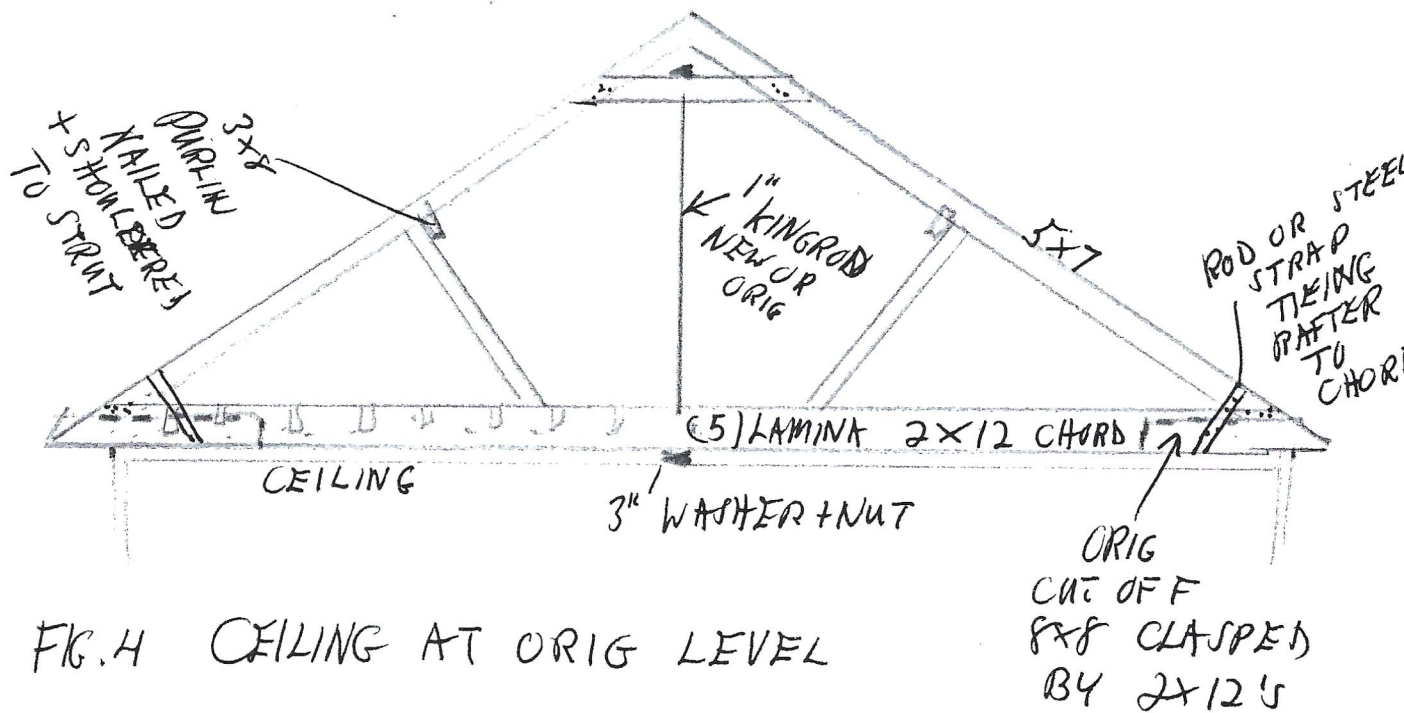 3x8
PURLIN
NAILED
+ SHOULDERED
TO STRUT
1"
KINGROD
NEW OR
ORIG
5x7
ROD OR STEEL
STRAP
TIEING
RAFTER
TO
CHORD
(5) LAMINA 2X12 CHORD
CEILING
3" WASHER + NUT
ORIG
CUT OFF
8x8 CLASPED
BY 2X12'S
FIG. 4 CEILING AT ORIG LEVEL